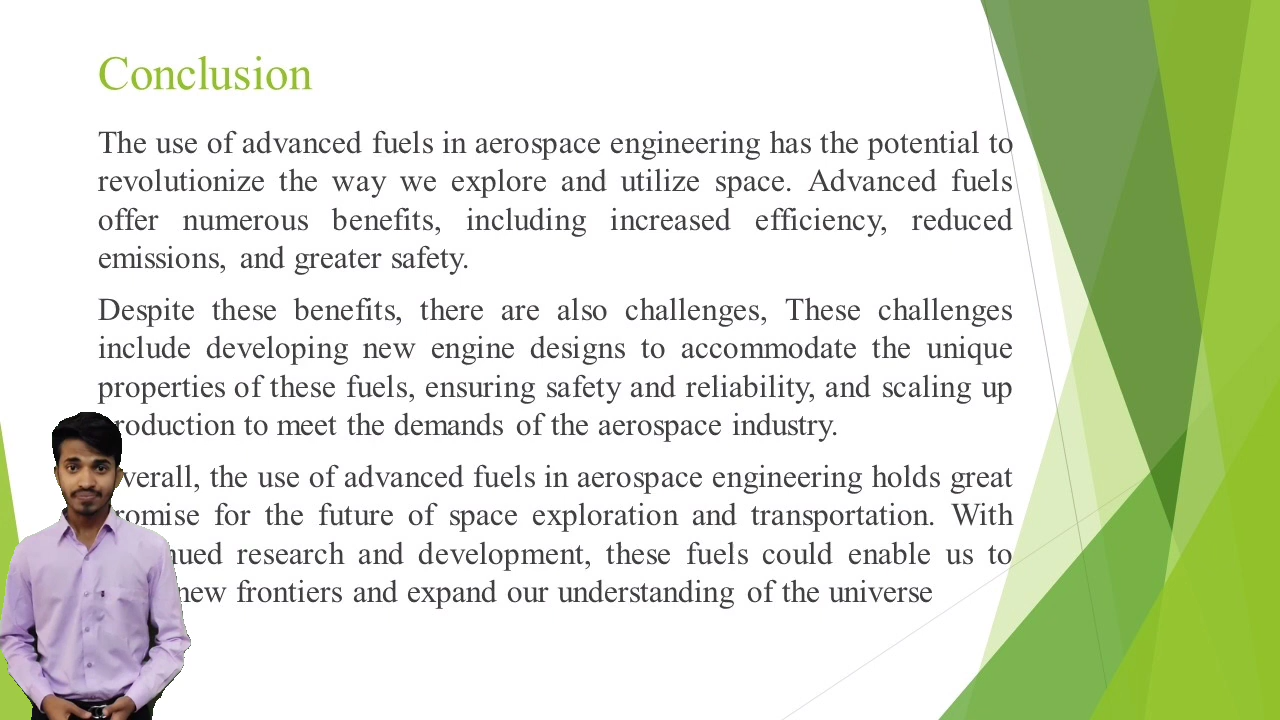 Conclusion
The use of advanced fuels in aerospace engineering has the potential to
revolutionize the way we explore and utilize space. Advanced fuels
offer numerous benefits, including increased efficiency, reduced
emissions, and greater safety.
Despite these benefits, there are also challenges, These challenges
include developing new engine designs to accommodate the unique
properties of these fuels, ensuring safety and reliability, and scaling up
production to meet the demands of the aerospace industry.
Overall, the use of advanced fuels in aerospace engineering holds great
promise for the future of space exploration and transportation. With
research and development, these fuels could enable us to
new frontiers and expand our understanding of the universe